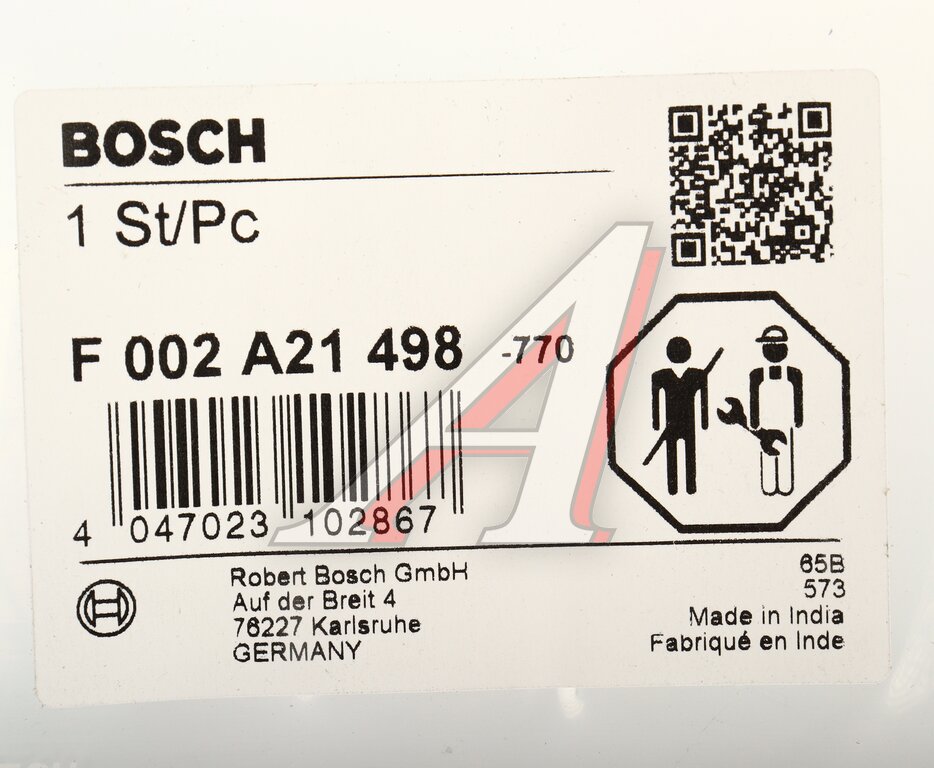 BOSCH
1 St/Pc
F 002 A21 498 -770
4 047023 102867
Robert Bosch GmbH
Auf der Breit 4
76227 Karlsruhe
GERMANY
65B
573
Made in India
Fabriqué en Inde